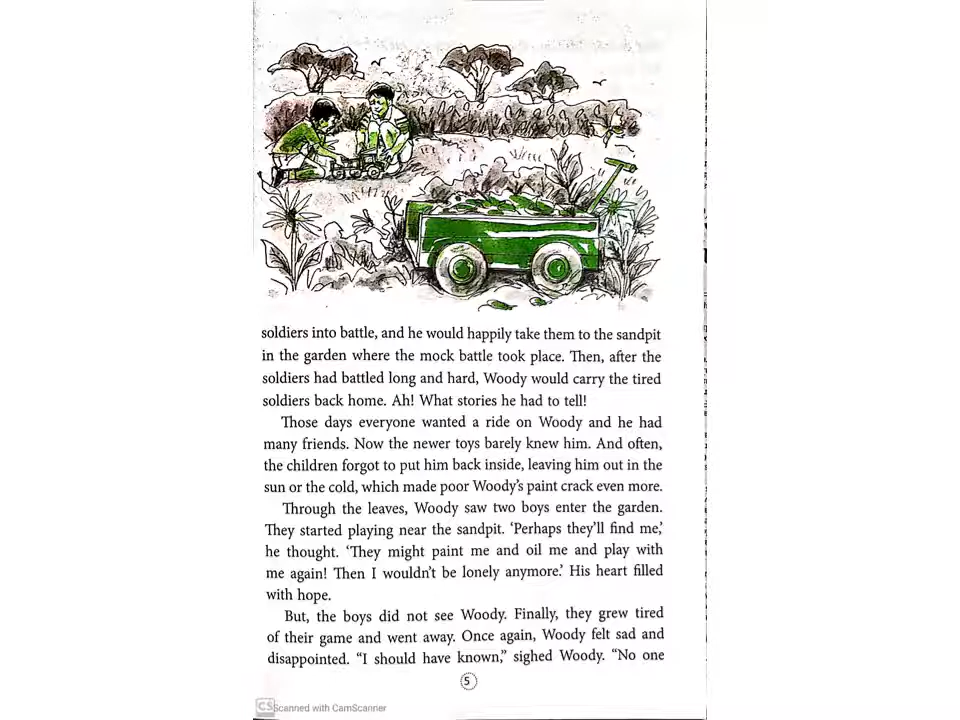 soldiers into battle, and he would happily take them to the sandpit
in the garden where the mock battle took place. Then, after the
soldiers had battled long and hard, Woody would carry the tired
soldiers back home. Ah! What stories he had to tell!
Those days everyone wanted a ride on Woody and he had
many friends. Now the newer toys barely knew him. And often,
the children forgot to put him back inside, leaving him out in the
sun or the cold, which made poor Woody's paint crack even more.
Through the leaves, Woody saw two boys enter the garden.
They started playing near the sandpit. 'Perhaps they'll find me,'
he thought. 'They might paint me and oil me and play with
me again! Then I wouldn't be lonely anymore.' His heart filled
with hope.
But, the boys did not see Woody. Finally, they grew tired
of their game and went away. Once again, Woody felt sad and
disappointed. "I should have known," sighed Woody. "No one
5
CS Scanned with CamScanner